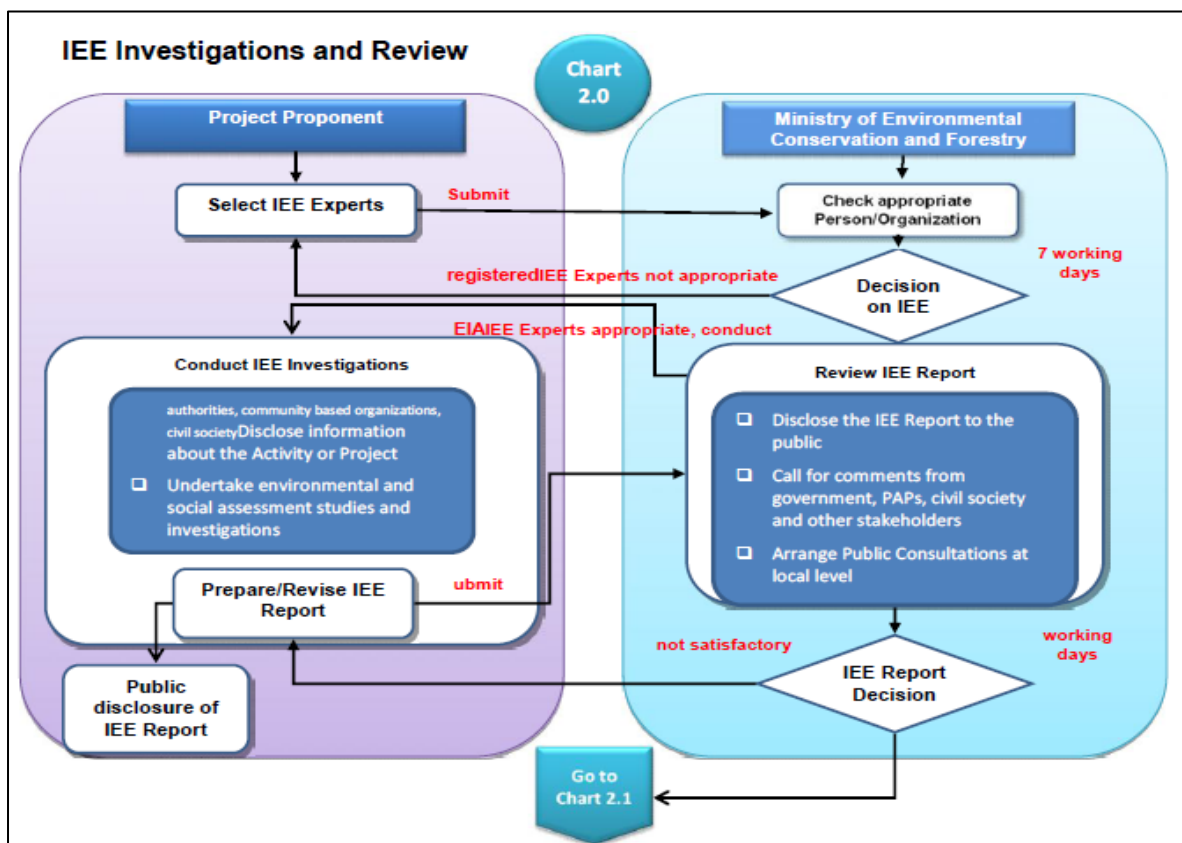 IEE Investigations and Review
Chart
2.0
Project Proponent
Ministry of Environmental
Conservation and Forestry
Select IEE Experts
Submit
Check appropriate
Person/Organization
7 working
days
registeredIEE Experts not appropriate
Decision
on IEE
EIAIEE Experts appropriate, conduct
Conduct IEE Investigations
authorities, community based organizations,
civil societyDisclose information
about the Activity or Project
Undertake environmental and
social assessment studies and
investigations
Review IEE Report
Disclose the IEE Report to the
public
Call for comments from
government, PAPs, civil society
and other stakeholders
Arrange Public Consultations at
local level
Prepare/Revise IEE
Report
ubmit
not satisfactory
working
days
IEE Report
Decision
Public
disclosure of
IEE Report
Go to
Chart 2.1